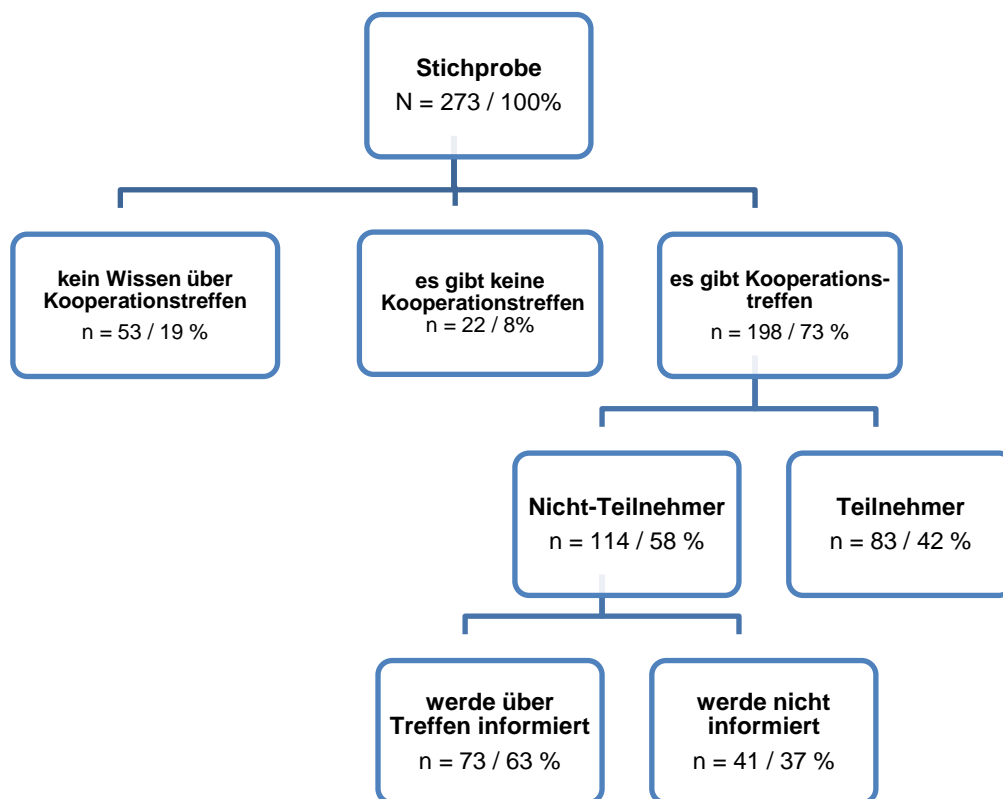 Stichprobe
N = 273 / 100%
kein Wissen über
Kooperationstreffen
n = 53 / 19 %
es gibt keine
Kooperationstreffen
n = 22 / 8%
es gibt Kooperations-
treffen
n = 198 / 73 %
Nicht-Teilnehmer
n = 114 / 58 %
Teilnehmer
n = 83 / 42 %
werde über
Treffen informiert
n = 73 / 63 %
werde nicht
informiert
n = 41 / 37 %